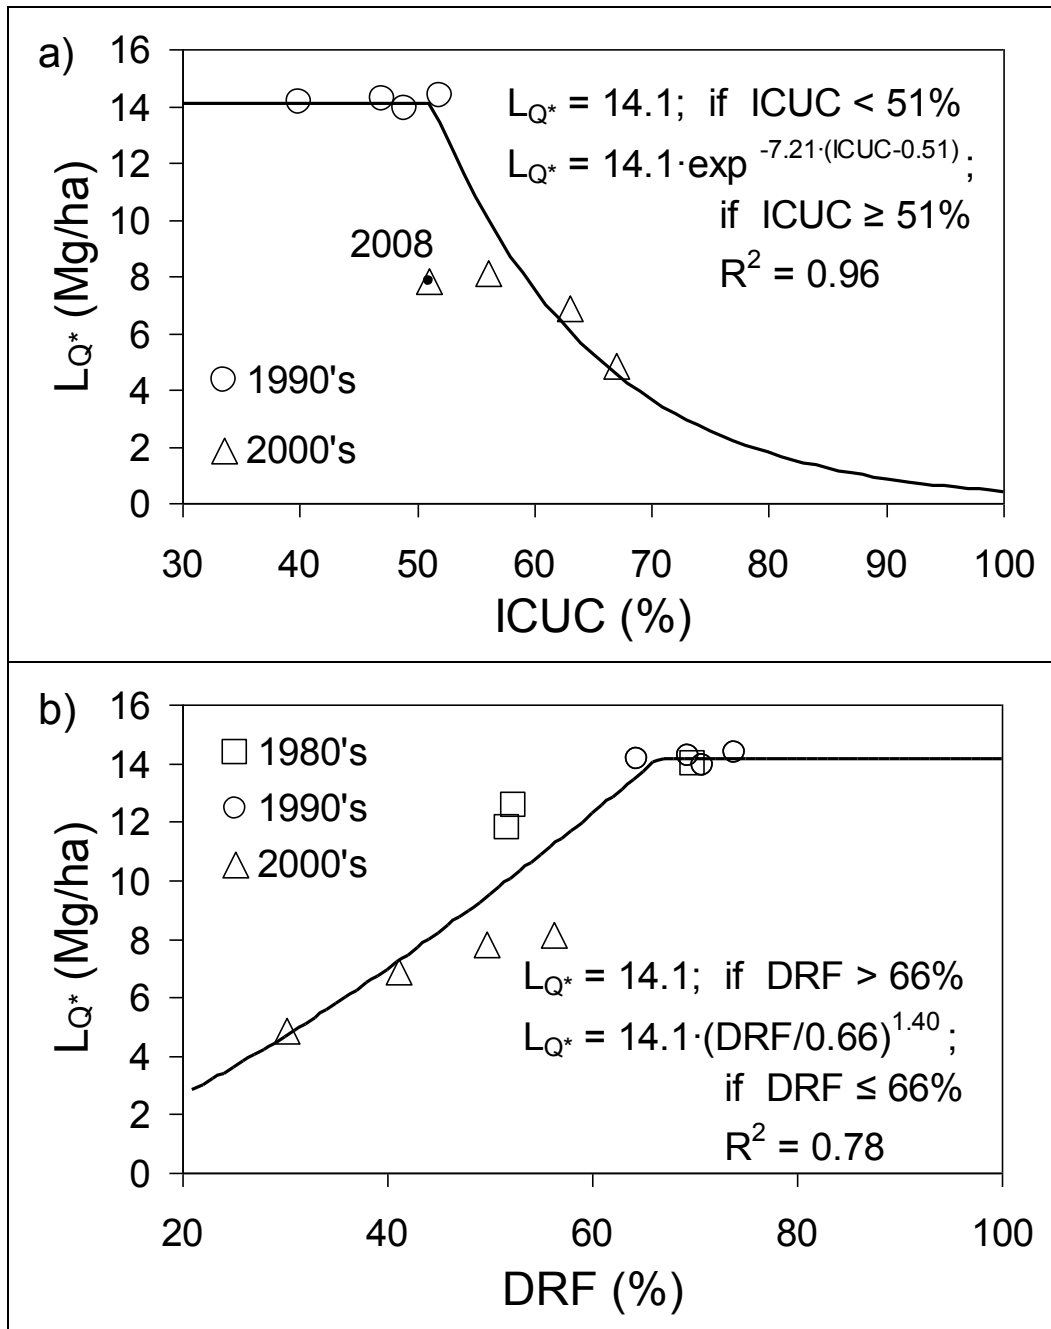 a)
16
14
12
10
8
6
4
2
0
LQ* (Mg/ha)
LQ* = 14.1; if ICUC < 51%
LQ* = 14.1·exp -7.21·(ICUC-0.51) ;
if ICUC ≥ 51%
R2 = 0.96
2008
1990's
2000's
30 40 50 60 70 80 90 100
ICUC (%)
b)
16
14
12
10
8
6
4
2
0
LQ* (Mg/ha)
1980's
1990's
2000's
LQ* = 14.1; if DRF > 66%
LQ* = 14.1·(DRF/0.66)1.40 ;
if DRF ≤ 66%
R2 = 0.78
20 40 60 80 100
DRF (%)